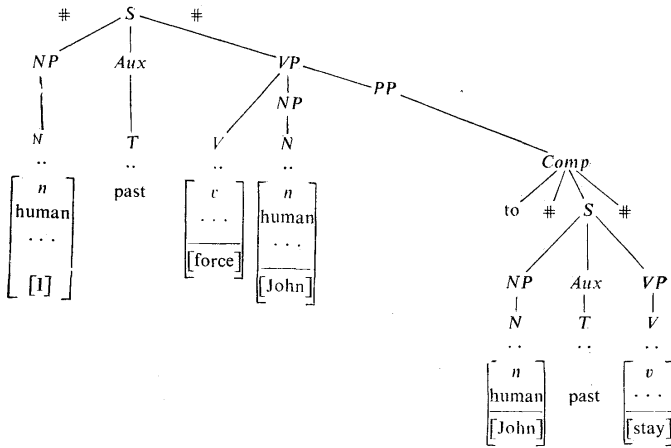 # S #
NP Aux VP
PP
NP
N T V N
.. .. .. ..
Comp
n past v n
human . . . human
. . . [force] . . .
[I] [John]
to # S #
NP Aux VP
N T V
.. .. ..
n past v
human . . .
[John] [stay]